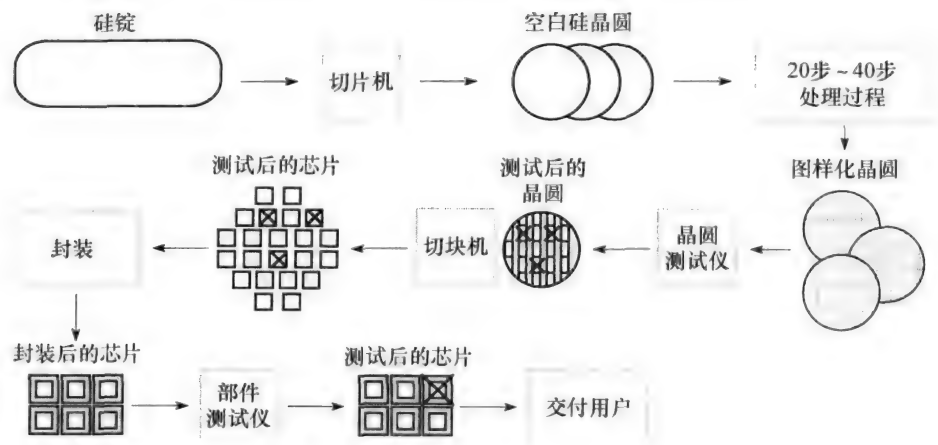 硅锭
切片机
空白硅晶圆
20步~40步
处理过程
图样化晶圆
晶圆
测试仪
测试后的
晶圆
切块机
测试后的芯片
封装
封装后的芯片
部件
测试仪
测试后的芯片
交付用户